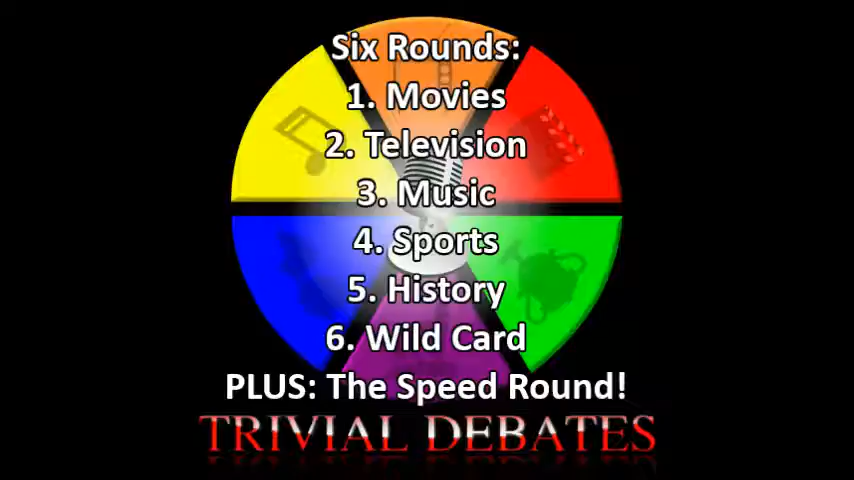 Six Rounds:
1. Movies
2. Television
3. Music
4. Sports
5. History
6. Wild Card
PLUS: The Speed Round!
TRIVIAL DEBATES